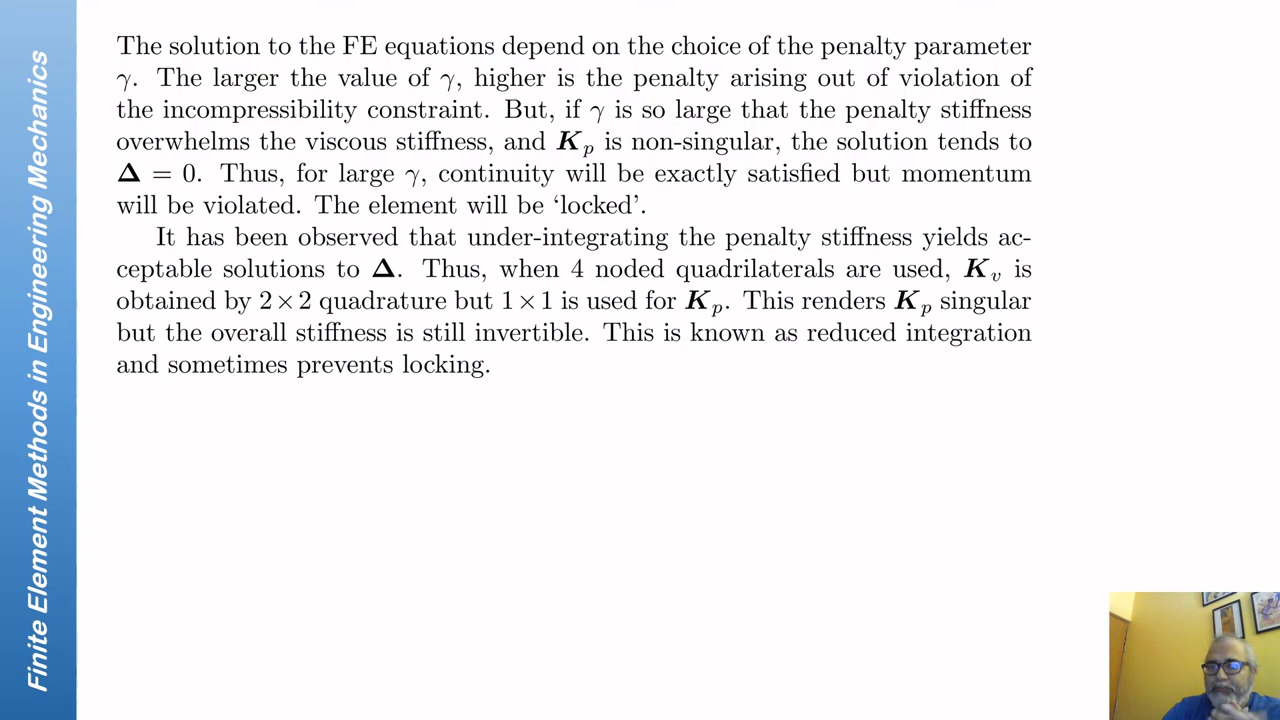 Finite Element Methods in Engineering Mechanics
The solution to the FE equations depend on the choice of the penalty parameter
γ. The larger the value of γ, higher is the penalty arising out of violation of
the incompressibility constraint. But, if γ is so large that the penalty stiffness
overwhelms the viscous stiffness, and K_p is non-singular, the solution tends to
Δ = 0. Thus, for large γ, continuity will be exactly satisfied but momentum
will be violated. The element will be ‘locked’.
It has been observed that under-integrating the penalty stiffness yields ac-
ceptable solutions to Δ. Thus, when 4 noded quadrilaterals are used, K_v is
obtained by 2 × 2 quadrature but 1 × 1 is used for K_p. This renders K_p singular
but the overall stiffness is still invertible. This is known as reduced integration
and sometimes prevents locking.